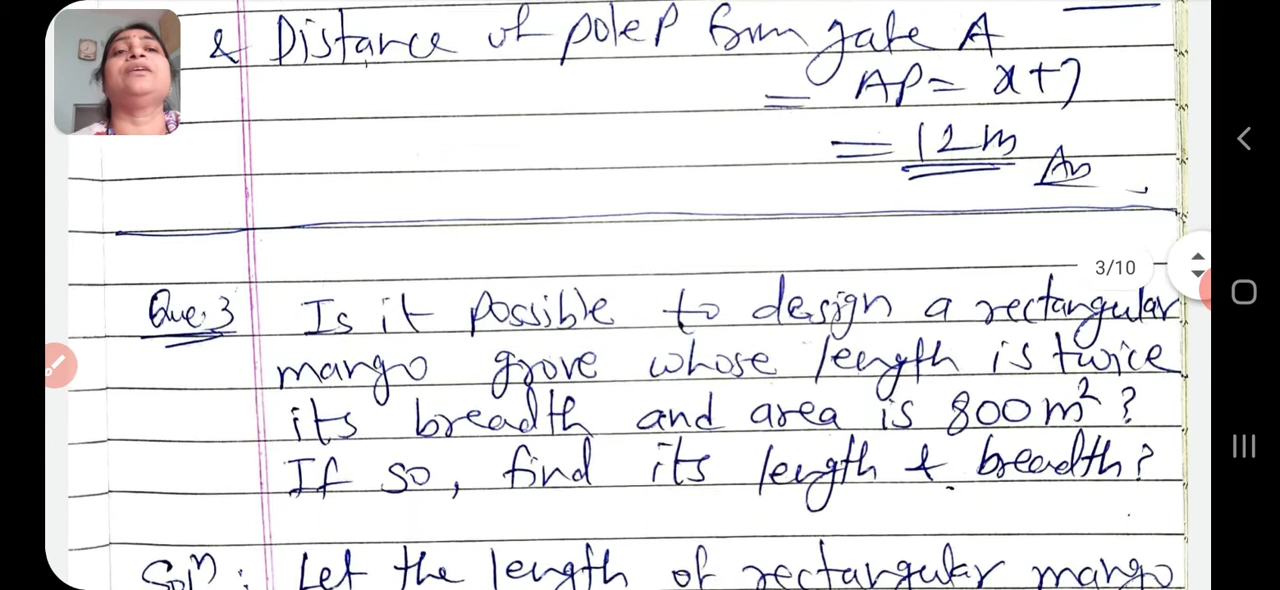 & Distance of pole P from gate A
= AP = x+7
= 12m Ans
3/10
Que. 3 Is it possible to design a rectangular
mango grove whose length is twice
its breadth and area is 800 m² ?
If so, find its length & breadth?
Solⁿ : Let the length of rectangular mango